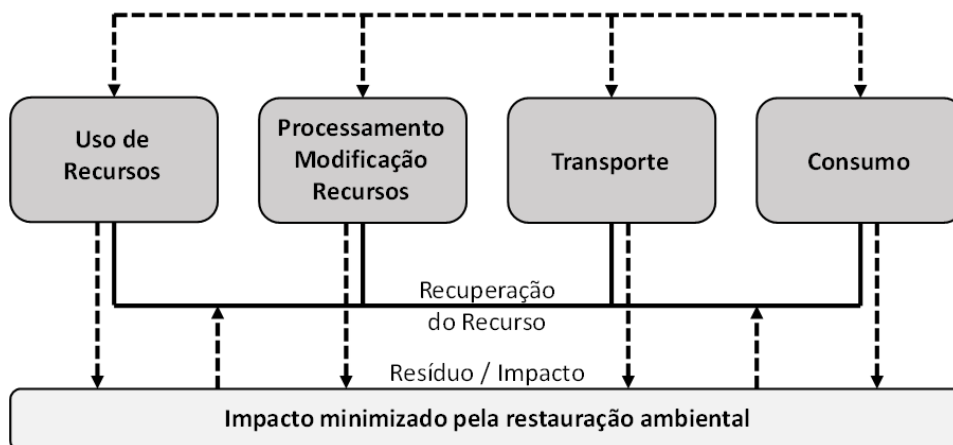 Uso de
Recursos
Processamento
Modificação
Recursos
Transporte
Consumo
Recuperação
do Recurso
Resíduo / Impacto
Impacto minimizado pela restauração ambiental